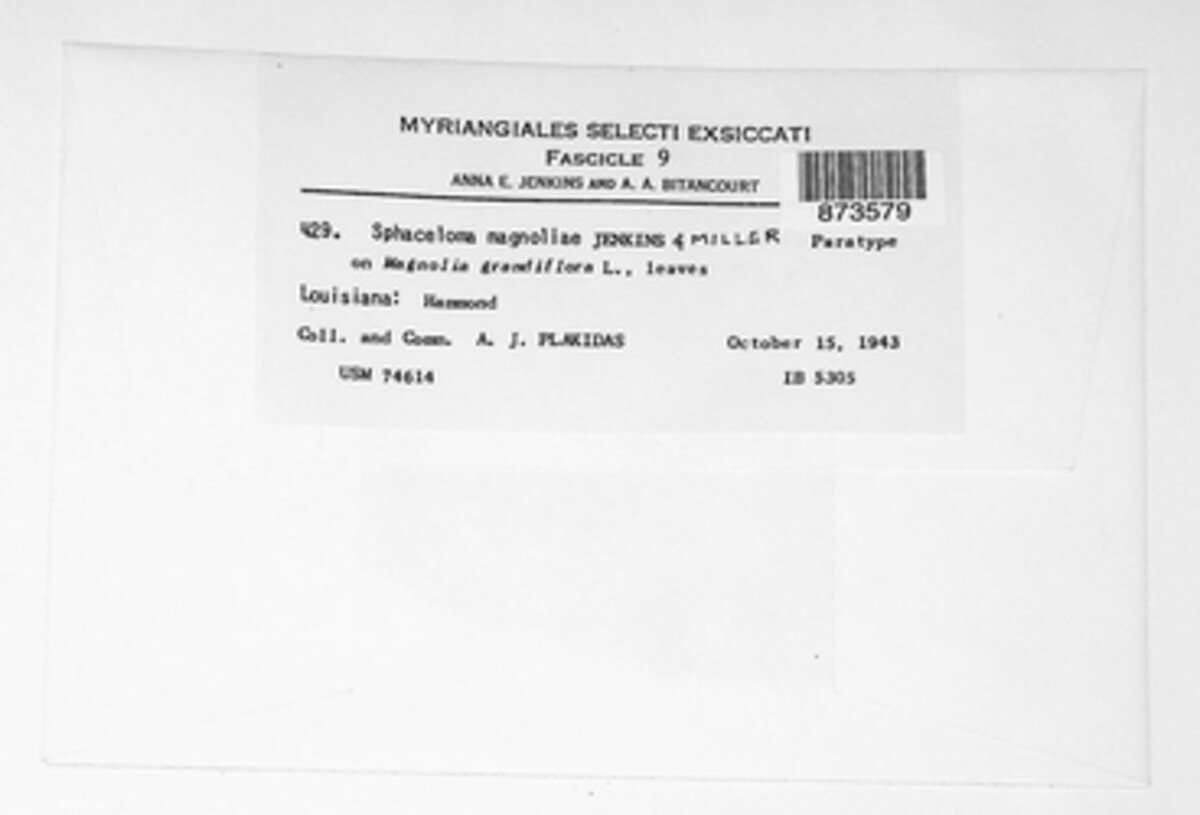 MYRIANGIALES SELECTI EXSICCATI
FASCICLE 9
ANNA E. JENKINS AND A. A. BITANCOURT
873579
429. Sphaceloma magnoliae JENKINS & MILLER Paratype
on Magnolia grandiflora L., leaves
Louisiana: Hammond
Coll. and Comm. A. J. PLAKIDAS October 15, 1943
USM 74614 IB 5305